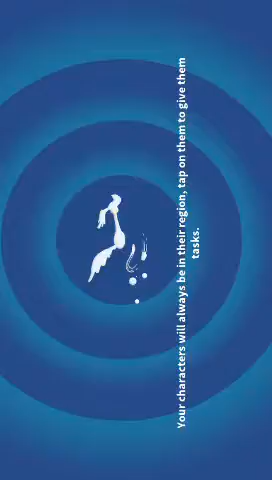 Your characters will always be in their region, tap on them to give them
tasks.